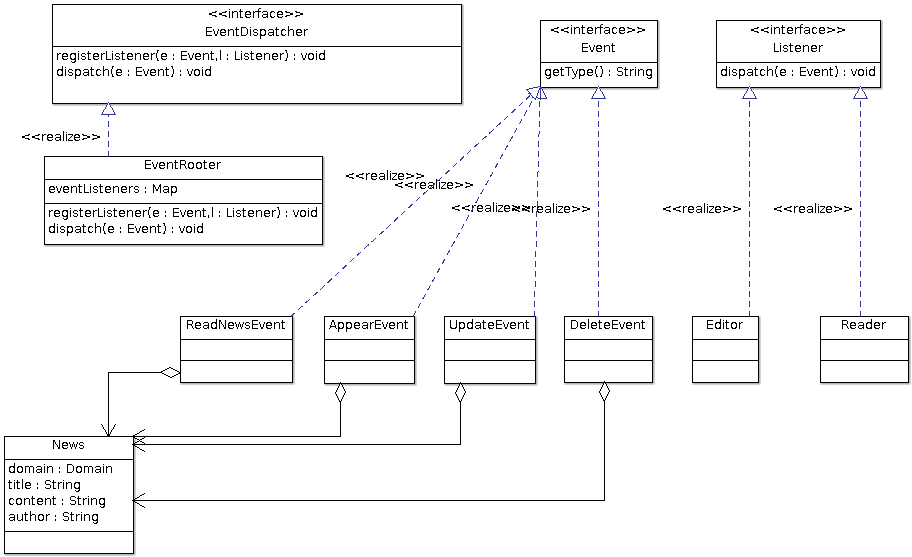 <<interface>>
EventDispatcher
registerListener(e : Event,l : Listener) : void
dispatch(e : Event) : void
<<interface>>
Event
getType() : String
<<interface>>
Listener
dispatch(e : Event) : void
<<realize>>
EventRooter
eventListeners : Map
registerListener(e : Event,l : Listener) : void
dispatch(e : Event) : void
<<realize>>
<<realize>>
<<realize>>
<<realize>>
<<realize>>
<<realize>>
ReadNewsEvent
AppearEvent
UpdateEvent
DeleteEvent
Editor
Reader
News
domain : Domain
title : String
content : String
author : String